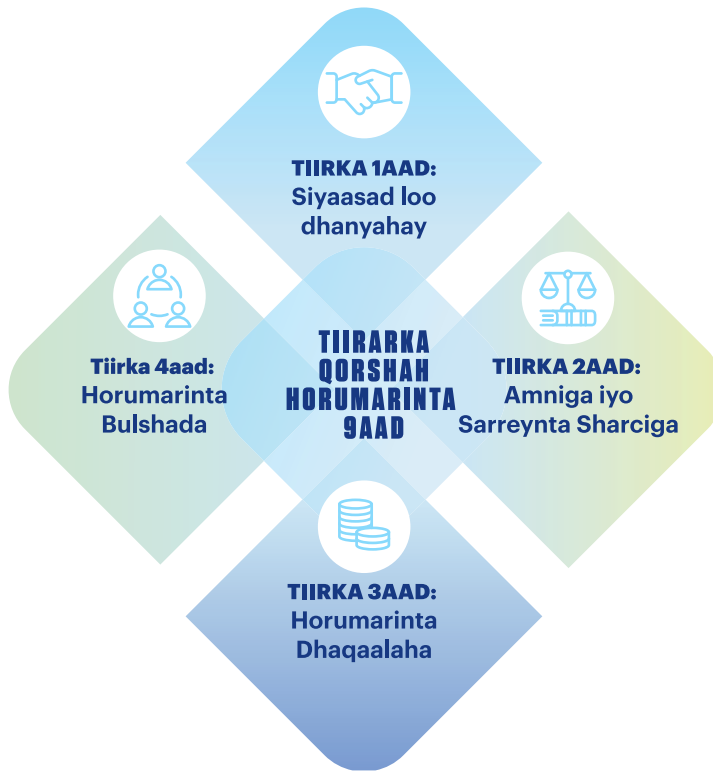 TIIRKA 1AAD:
Siyaasad loo
dhanyahay
Tiirka 4aad:
Horumarinta
Bulshada
TIIRARKA
QORSHAH
HORUMARINTA
9AAD
TIIRKA 2AAD:
Amniga iyo
Sarreynta Sharciga
TIIRKA 3AAD:
Horumarinta
Dhaqaalaha